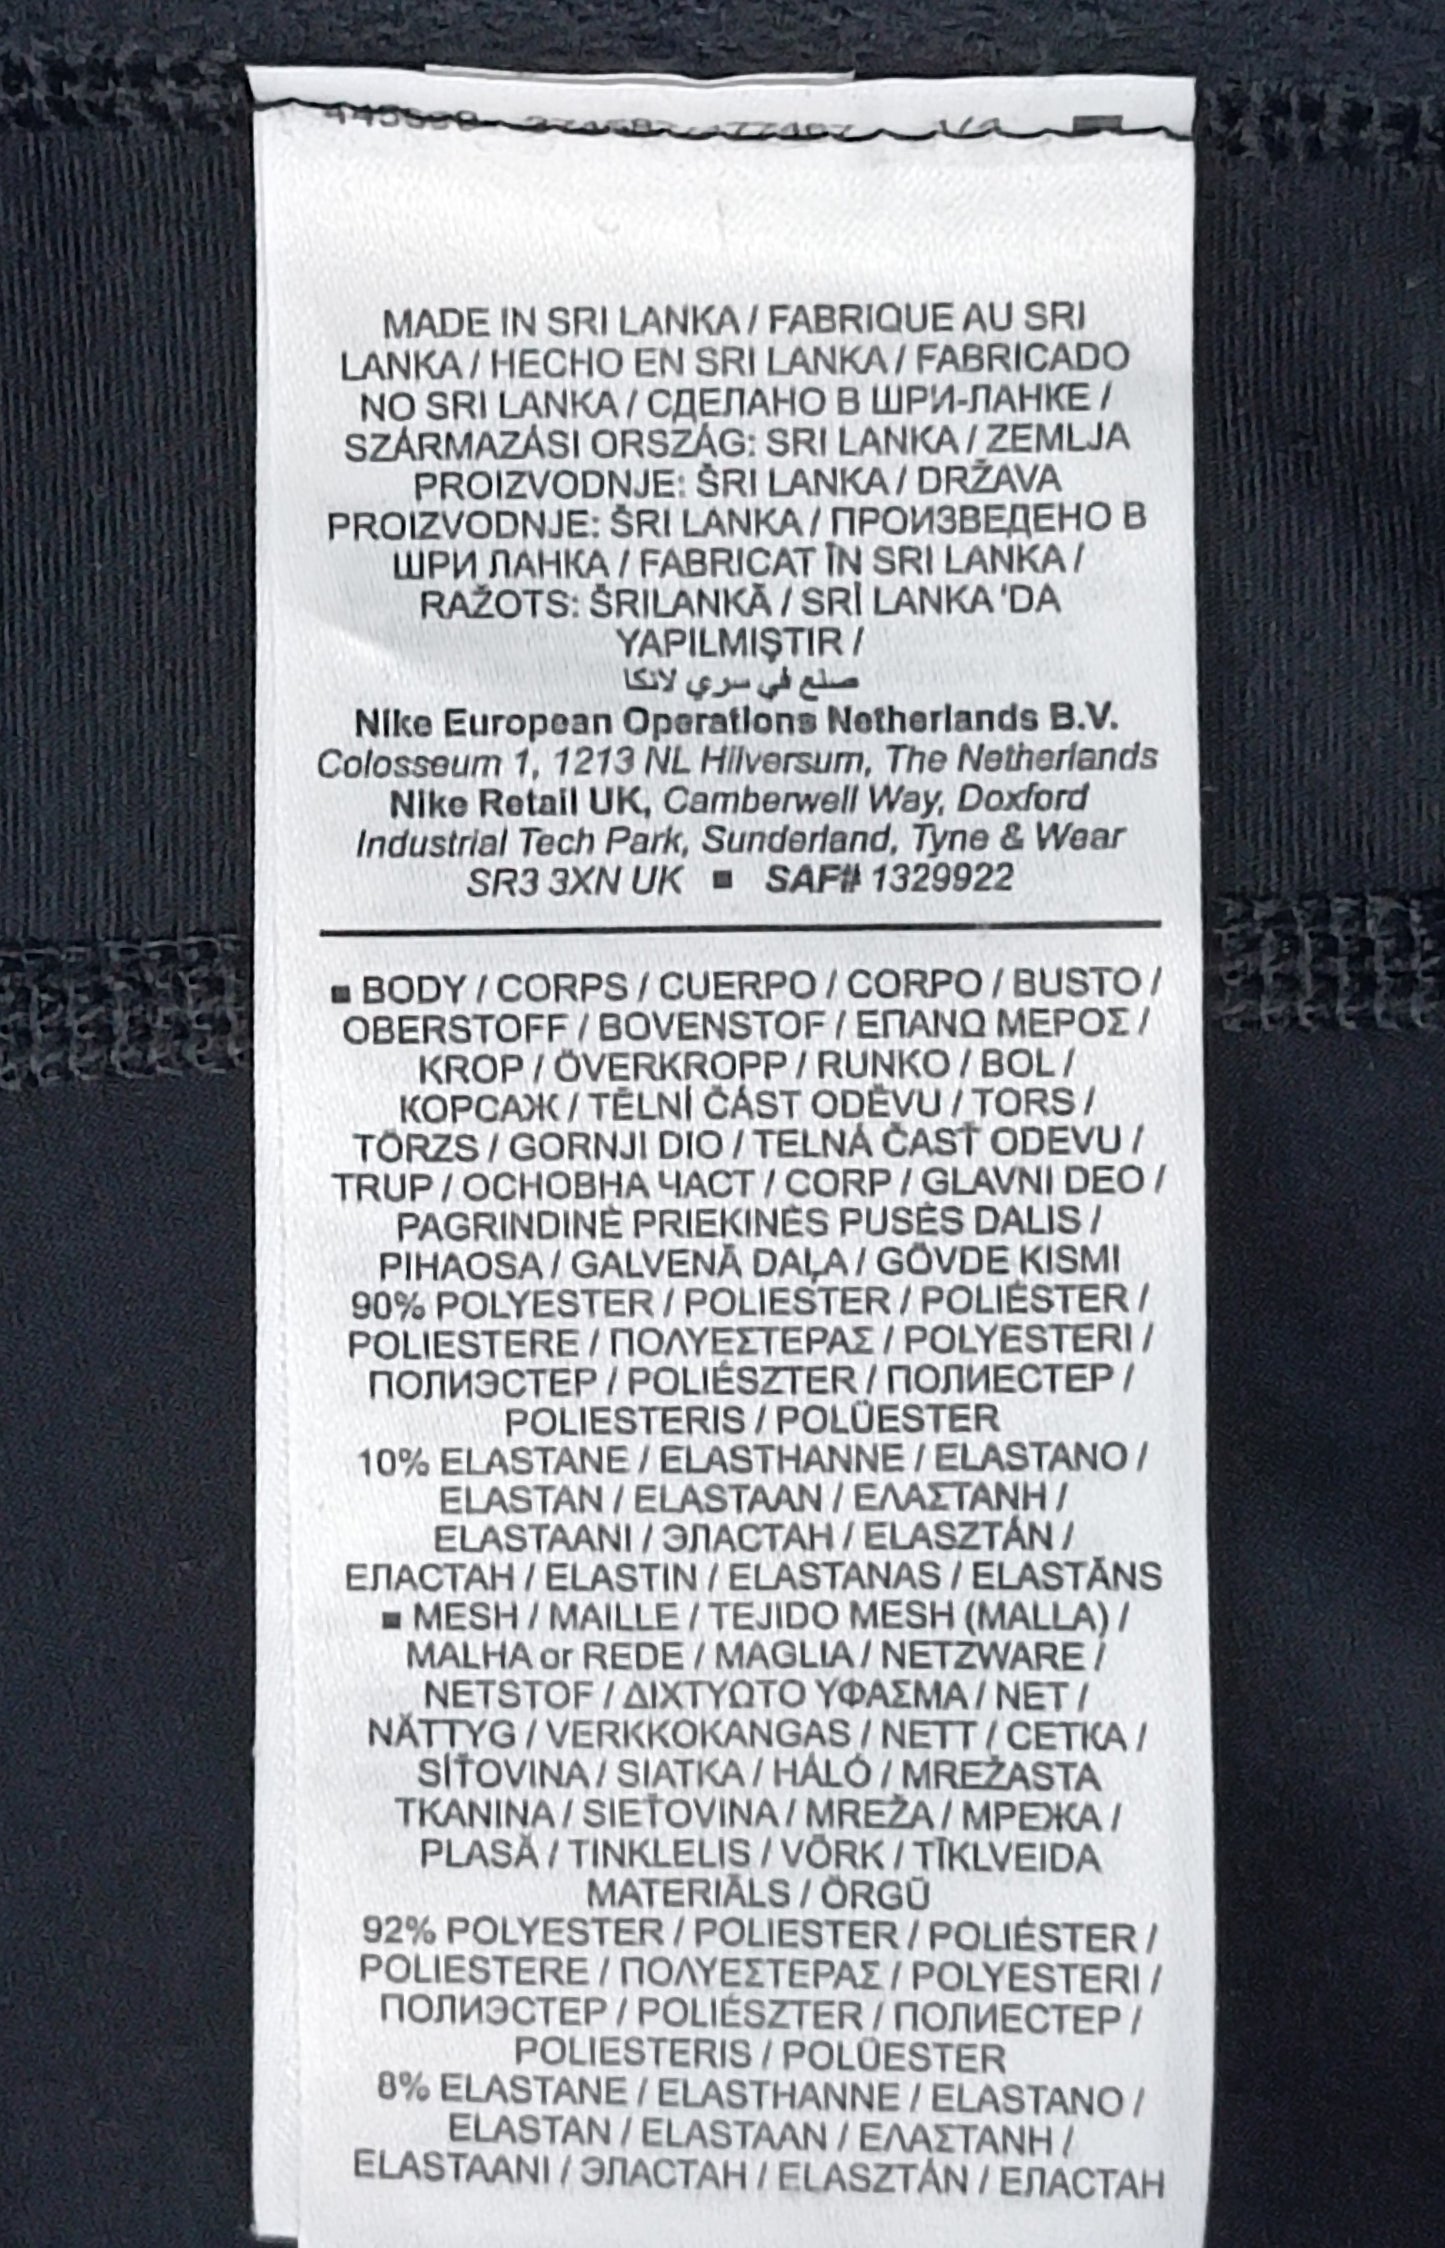 MADE IN SRI LANKA / FABRIQUE AU SRI
LANKA / HECHO EN SRI LANKA / FABRICADO
NO SRI LANKA / СДЕЛАНО В ШРИ-ЛАНКЕ /
SZÁRMAZÁSI ORSZÁG: SRI LANKA / ZEMLJA
PROIZVODNJE: ŠRI LANKA / DRŽAVA
PROIZVODNJE: ŠRI LANKA / ПРОИЗВЕДЕНО В
ШРИ ЛАНКА / FABRICAT ÎN SRI LANKA /
RAŽOTS: ŠRILANKĀ / SRİ LANKA 'DA
YAPILMIŞTIR /
صنع في سري لانكا
Nike European Operations Netherlands B.V.
Colosseum 1, 1213 NL Hilversum, The Netherlands
Nike Retail UK, Camberwell Way, Doxford
Industrial Tech Park, Sunderland, Tyne & Wear
SR3 3XN UK ■ SAF# 1329922
■ BODY / CORPS / CUERPO / CORPO / BUSTO /
OBERSTOFF / BOVENSTOF / ΕΠΑΝΩ ΜΕΡΟΣ /
KROP / ÖVERKROPP / RUNKO / BOL /
КОРСАЖ / TĚLNÍ ČÁST ODĚVU / TORS /
TÖRZS / GORNJI DIO / TELNÁ ČASŤ ODEVU /
TRUP / ОСНОВНА ЧАСТ / CORP / GLAVNI DEO /
PAGRINDINĖ PRIEKINĖS PUSĖS DALIS /
PIHAOSA / GALVENĀ DAĻA / GÖVDE KISMI
90% POLYESTER / POLIESTER / POLIÉSTER /
POLIESTERE / ΠΟΛΥΕΣΤΕΡΑΣ / POLYESTERI /
ПОЛИЭСТЕР / POLIÉSZTER / ПОЛИЕСТЕР /
POLIESTERIS / POLÜESTER
10% ELASTANE / ELASTHANNE / ELASTANO /
ELASTAN / ELASTAAN / ΕΛΑΣΤΑΝΗ /
ELASTAANI / ЭЛАСТАН / ELASZTÁN /
ЕЛАСТАН / ELASTIN / ELASTANAS / ELASTĀNS
■ MESH / MAILLE / TEJIDO MESH (MALLA) /
MALHA or REDE / MAGLIA / NETZWARE /
NETSTOF / ΔΙΧΤΥΩΤΟ ΥΦΑΣΜΑ / NET /
NÄTTYG / VERKKOKANGAS / NETT / СЕТКА /
SÍŤOVINA / SIATKA / HÁLÓ / MREŽASTA
TKANINA / SIEŤOVINA / MREŽA / МРЕЖА /
PLASĂ / TINKLELIS / VÕRK / TĪKLVEIDA
MATERIĀLS / ÖRGÜ
92% POLYESTER / POLIESTER / POLIÉSTER /
POLIESTERE / ΠΟΛΥΕΣΤΕΡΑΣ / POLYESTERI /
ПОЛИЭСТЕР / POLIÉSZTER / ПОЛИЕСТЕР /
POLIESTERIS / POLÜESTER
8% ELASTANE / ELASTHANNE / ELASTANO /
ELASTAN / ELASTAAN / ΕΛΑΣΤΑΝΗ /
ELASTAANI / ЭЛАСТАН / ELASZTÁN / ЕЛАСТАН